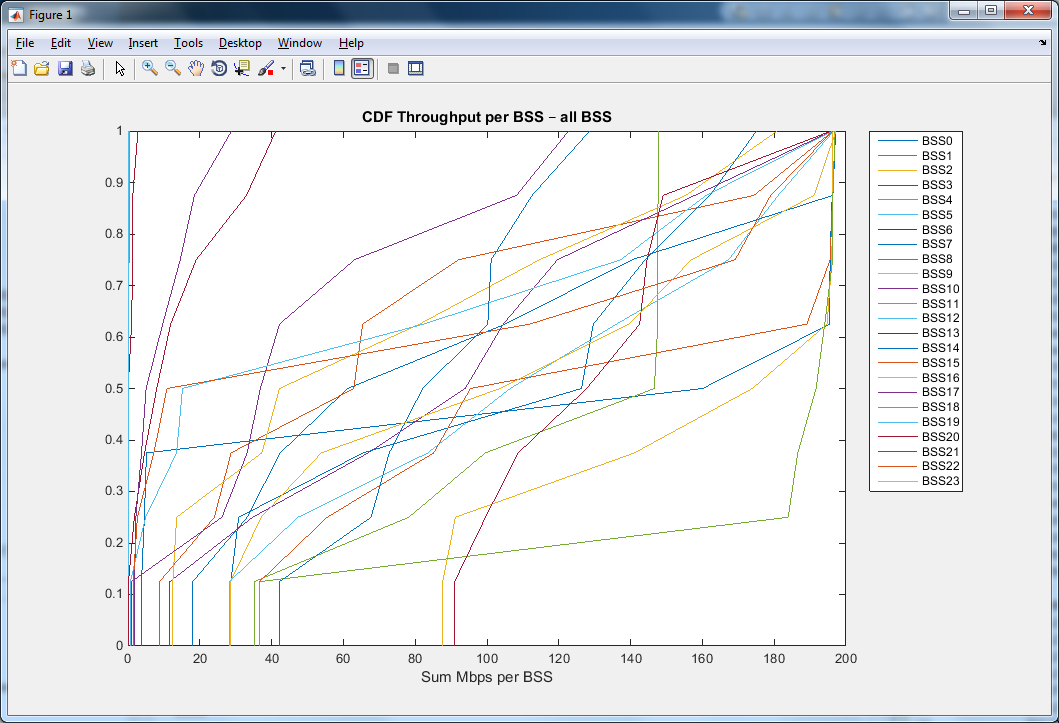 Figure 1
File Edit View Insert Tools Desktop Window Help
CDF Throughput per BSS – all BSS
1
0.9
0.8
0.7
0.6
0.5
0.4
0.3
0.2
0.1
0
0 20 40 60 80 100 120 140 160 180 200
Sum Mbps per BSS
BSS0
BSS1
BSS2
BSS3
BSS4
BSS5
BSS6
BSS7
BSS8
BSS9
BSS10
BSS11
BSS12
BSS13
BSS14
BSS15
BSS16
BSS17
BSS18
BSS19
BSS20
BSS21
BSS22
BSS23